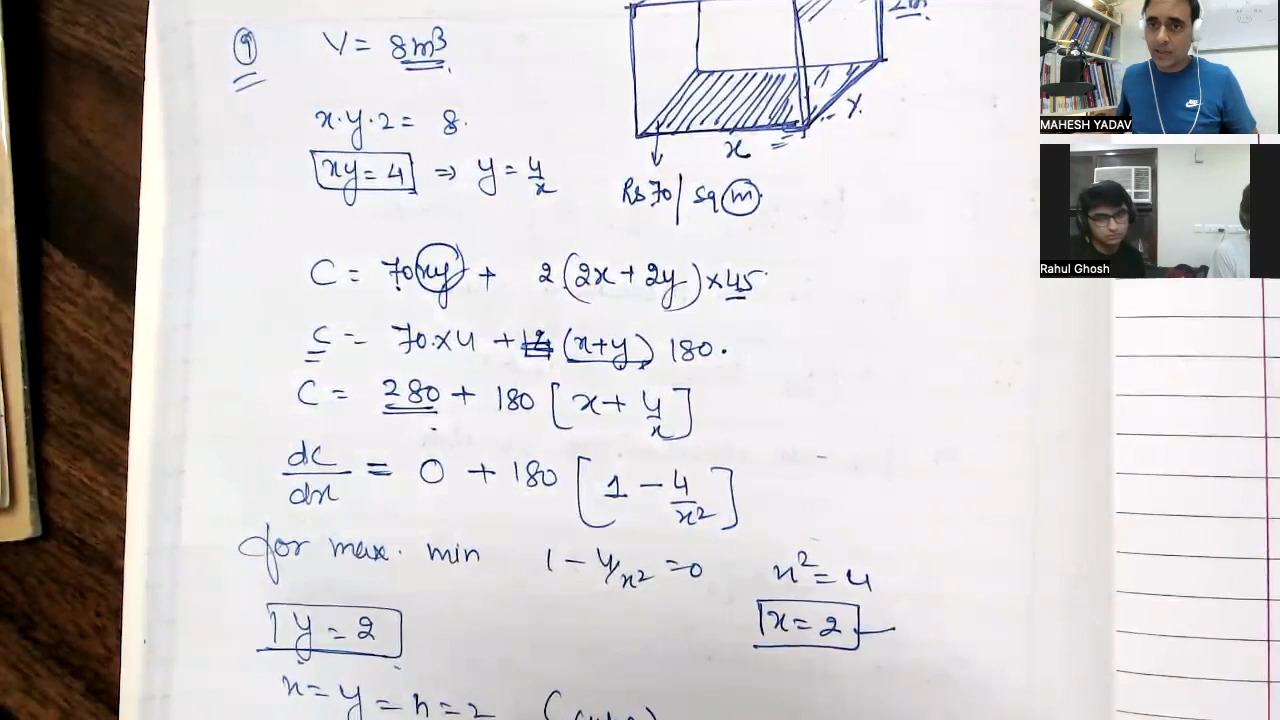 9 V = 8m³
2m.
x·y·2 = 8.
y
x
xy = 4 ⇒ y = 4/x
Rs 70 / sq m
C = 70xy + 2(2x + 2y) × 45
C = 70×4 + (x+y) 180.
C = 280 + 180 [x + 4/x]
dc/dx = 0 + 180 [1 - 4/x²]
for max. min 1 - 4/x² = 0 x² = 4
y = 2 x = 2
x = y = h = 2
MAHESH YADAV
Rahul Ghosh